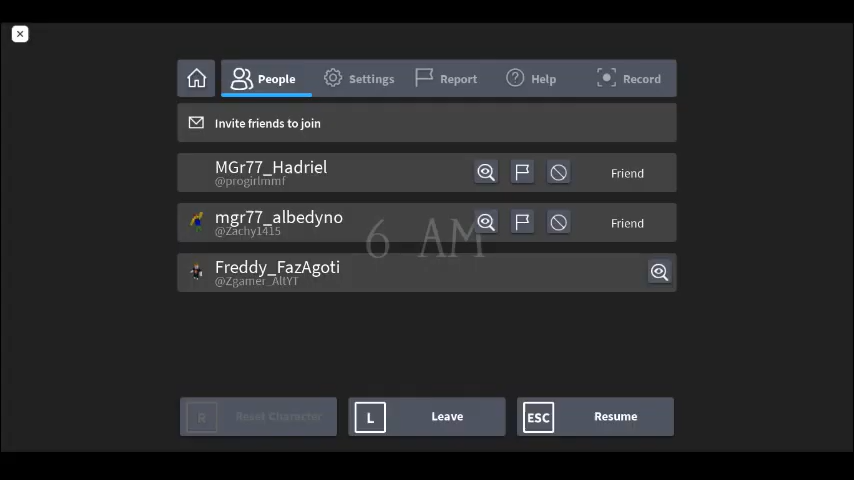 People Settings Report Help Record
Invite friends to join
MGr77_Hadriel
@progirlmmf
Friend
mgr77_albedyno
@Zachy1415
Friend
6 AM
Freddy_FazAgoti
@Zgamer_AltYT
R Reset Character L Leave ESC Resume